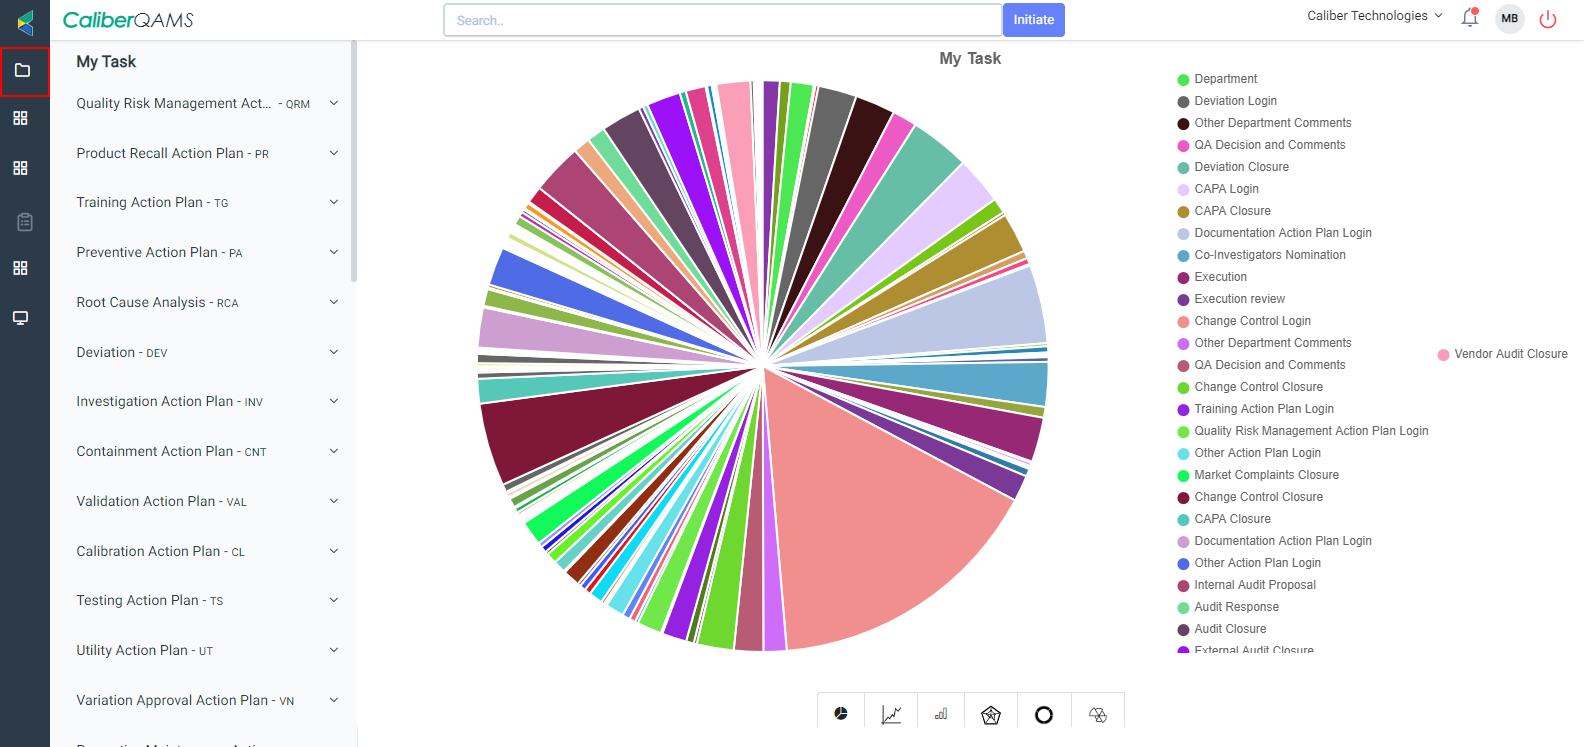 CaliberQAMS
Search..
Initiate
Caliber Technologies
MB
My Task
Quality Risk Management Act... - QRM
Product Recall Action Plan - PR
Training Action Plan - TG
Preventive Action Plan - PA
Root Cause Analysis - RCA
Deviation - DEV
Investigation Action Plan - INV
Containment Action Plan - CNT
Validation Action Plan - VAL
Calibration Action Plan - CL
Testing Action Plan - TS
Utility Action Plan - UT
Variation Approval Action Plan - VN
My Task
Department
Deviation Login
Other Department Comments
QA Decision and Comments
Deviation Closure
CAPA Login
CAPA Closure
Documentation Action Plan Login
Co-Investigators Nomination
Execution
Execution review
Change Control Login
Other Department Comments
QA Decision and Comments
Change Control Closure
Training Action Plan Login
Quality Risk Management Action Plan Login
Other Action Plan Login
Market Complaints Closure
Change Control Closure
CAPA Closure
Documentation Action Plan Login
Other Action Plan Login
Internal Audit Proposal
Audit Response
Audit Closure
External Audit Closure
Vendor Audit Closure